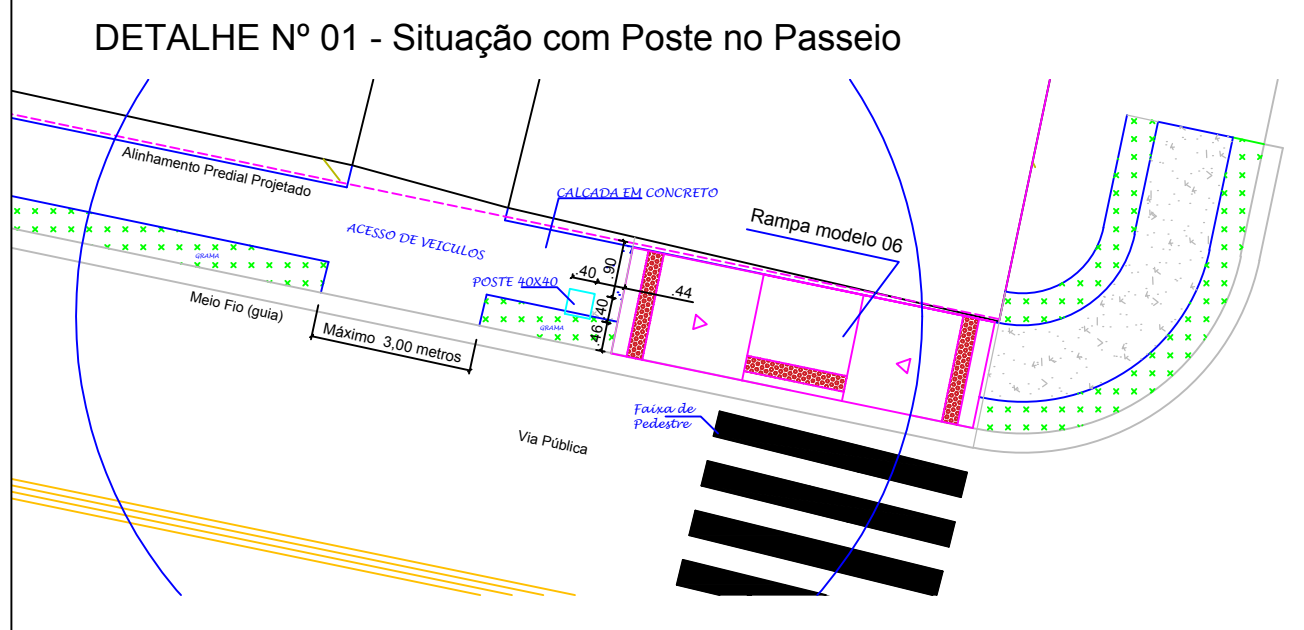 DETALHE Nº 01 - Situação com Poste no Passeio
Alinhamento Predial Projetado
CALCADA EM CONCRETO
Rampa modelo 06
ACESSO DE VEICULOS
GRAMA
POSTE 40X40
.40
.90
.44
.40
.46
GRAMA
Meio Fio (guia)
Máximo 3,00 metros
Faixa de
Pedestre
Via Pública